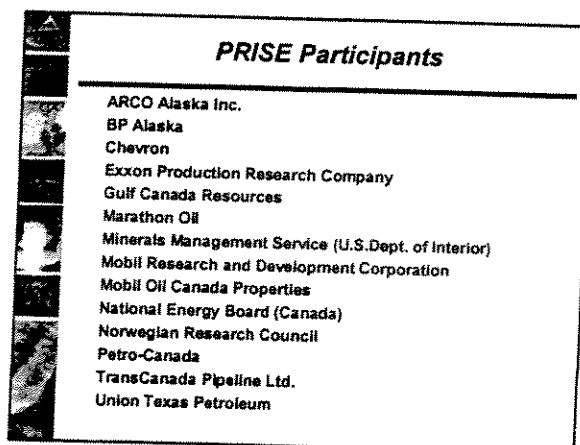 PRISE Participants
ARCO Alaska Inc.
BP Alaska
Chevron
Exxon Production Research Company
Gulf Canada Resources
Marathon Oil
Minerals Management Service (U.S.Dept. of Interior)
Mobil Research and Development Corporation
Mobil Oil Canada Properties
National Energy Board (Canada)
Norwegian Research Council
Petro-Canada
TransCanada Pipeline Ltd.
Union Texas Petroleum